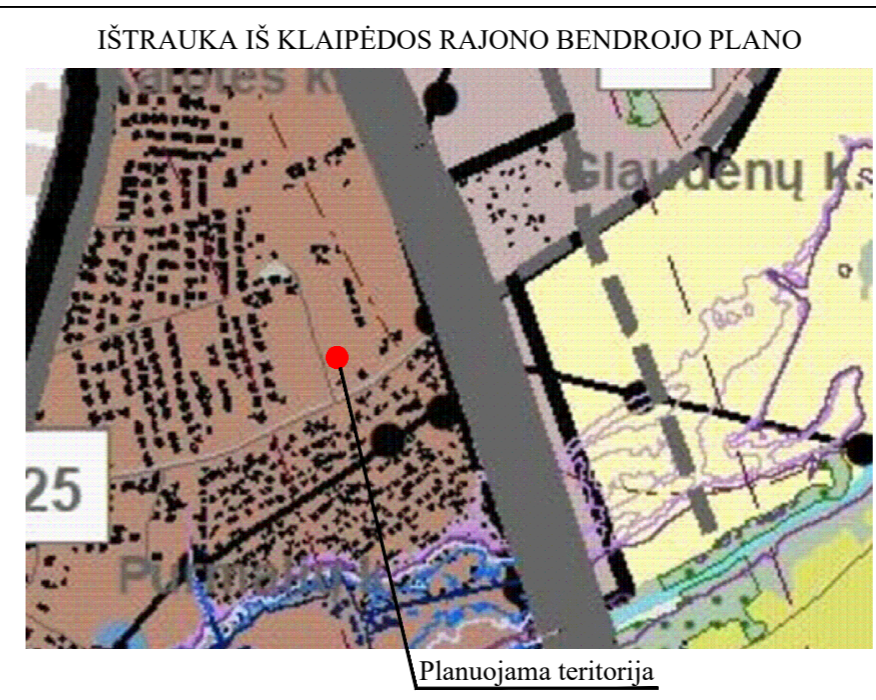 IŠTRAUKA IŠ KLAIPĖDOS RAJONO BENDROJO PLANO
Glaudėnų k.
25
Planuojama teritorija